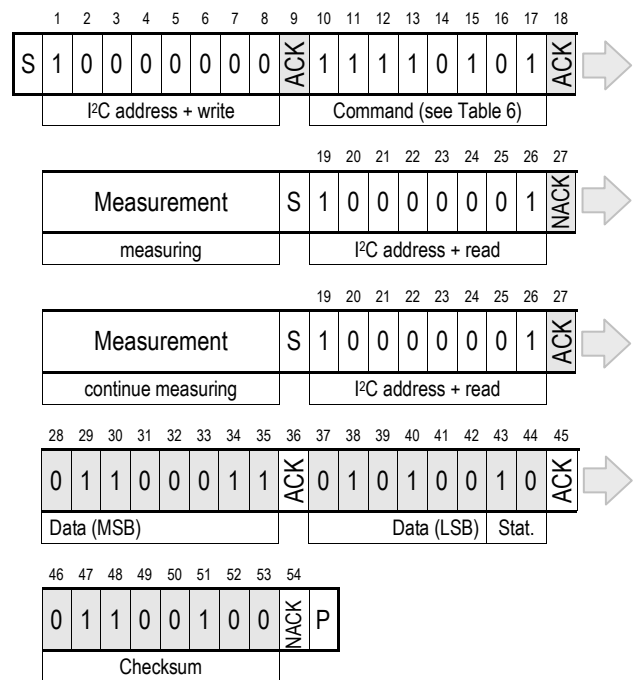 1 2 3 4 5 6 7 8 9 10 11 12 13 14 15 16 17 18
S 1 0 0 0 0 0 0 0 ACK 1 1 1 1 0 1 0 1 ACK
I²C address + write Command (see Table 6)
19 20 21 22 23 24 25 26 27
Measurement S 1 0 0 0 0 0 0 1 NACK
measuring I²C address + read
19 20 21 22 23 24 25 26 27
Measurement S 1 0 0 0 0 0 0 1 ACK
continue measuring I²C address + read
28 29 30 31 32 33 34 35 36 37 38 39 40 41 42 43 44 45
0 1 1 0 0 0 1 1 ACK 0 1 0 1 0 0 1 0 ACK
Data (MSB) Data (LSB) Stat.
46 47 48 49 50 51 52 53 54
0 1 1 0 0 1 0 0 NACK P
Checksum